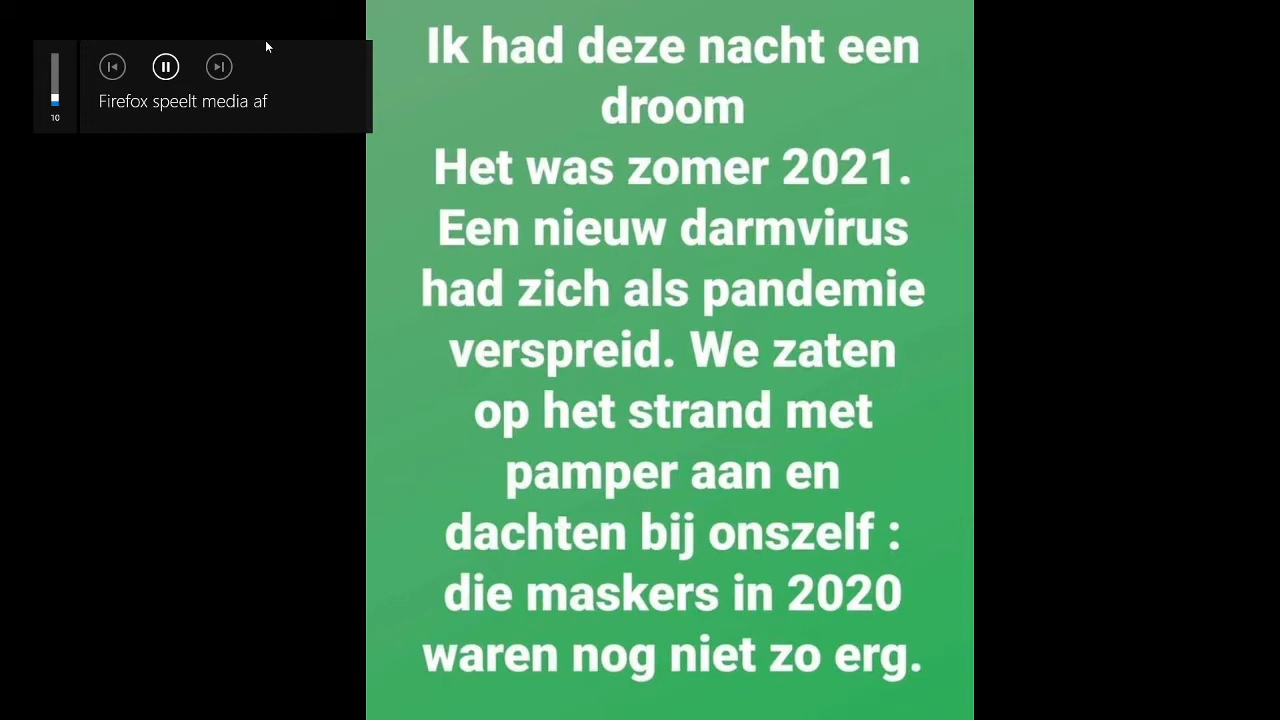 10
Firefox speelt media af
Ik had deze nacht een
droom
Het was zomer 2021.
Een nieuw darmvirus
had zich als pandemie
verspreid. We zaten
op het strand met
pamper aan en
dachten bij onszelf :
die maskers in 2020
waren nog niet zo erg.